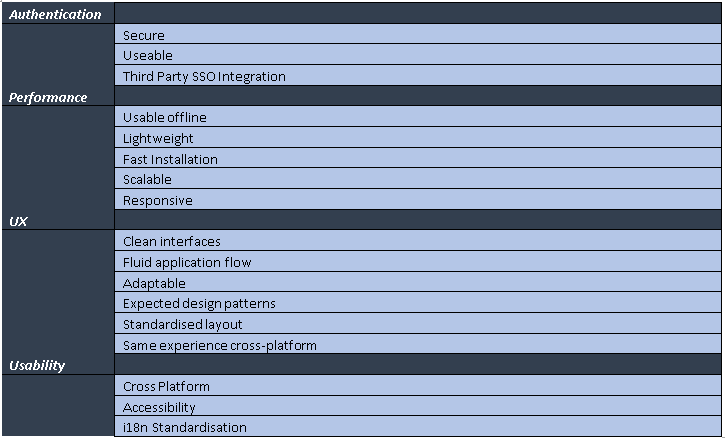 Authentication
Secure
Useable
Third Party SSO Integration
Performance
Usable offline
Lightweight
Fast Installation
Scalable
Responsive
UX
Clean interfaces
Fluid application flow
Adaptable
Expected design patterns
Standardised layout
Same experience cross-platform
Usability
Cross Platform
Accessibility
i18n Standardisation